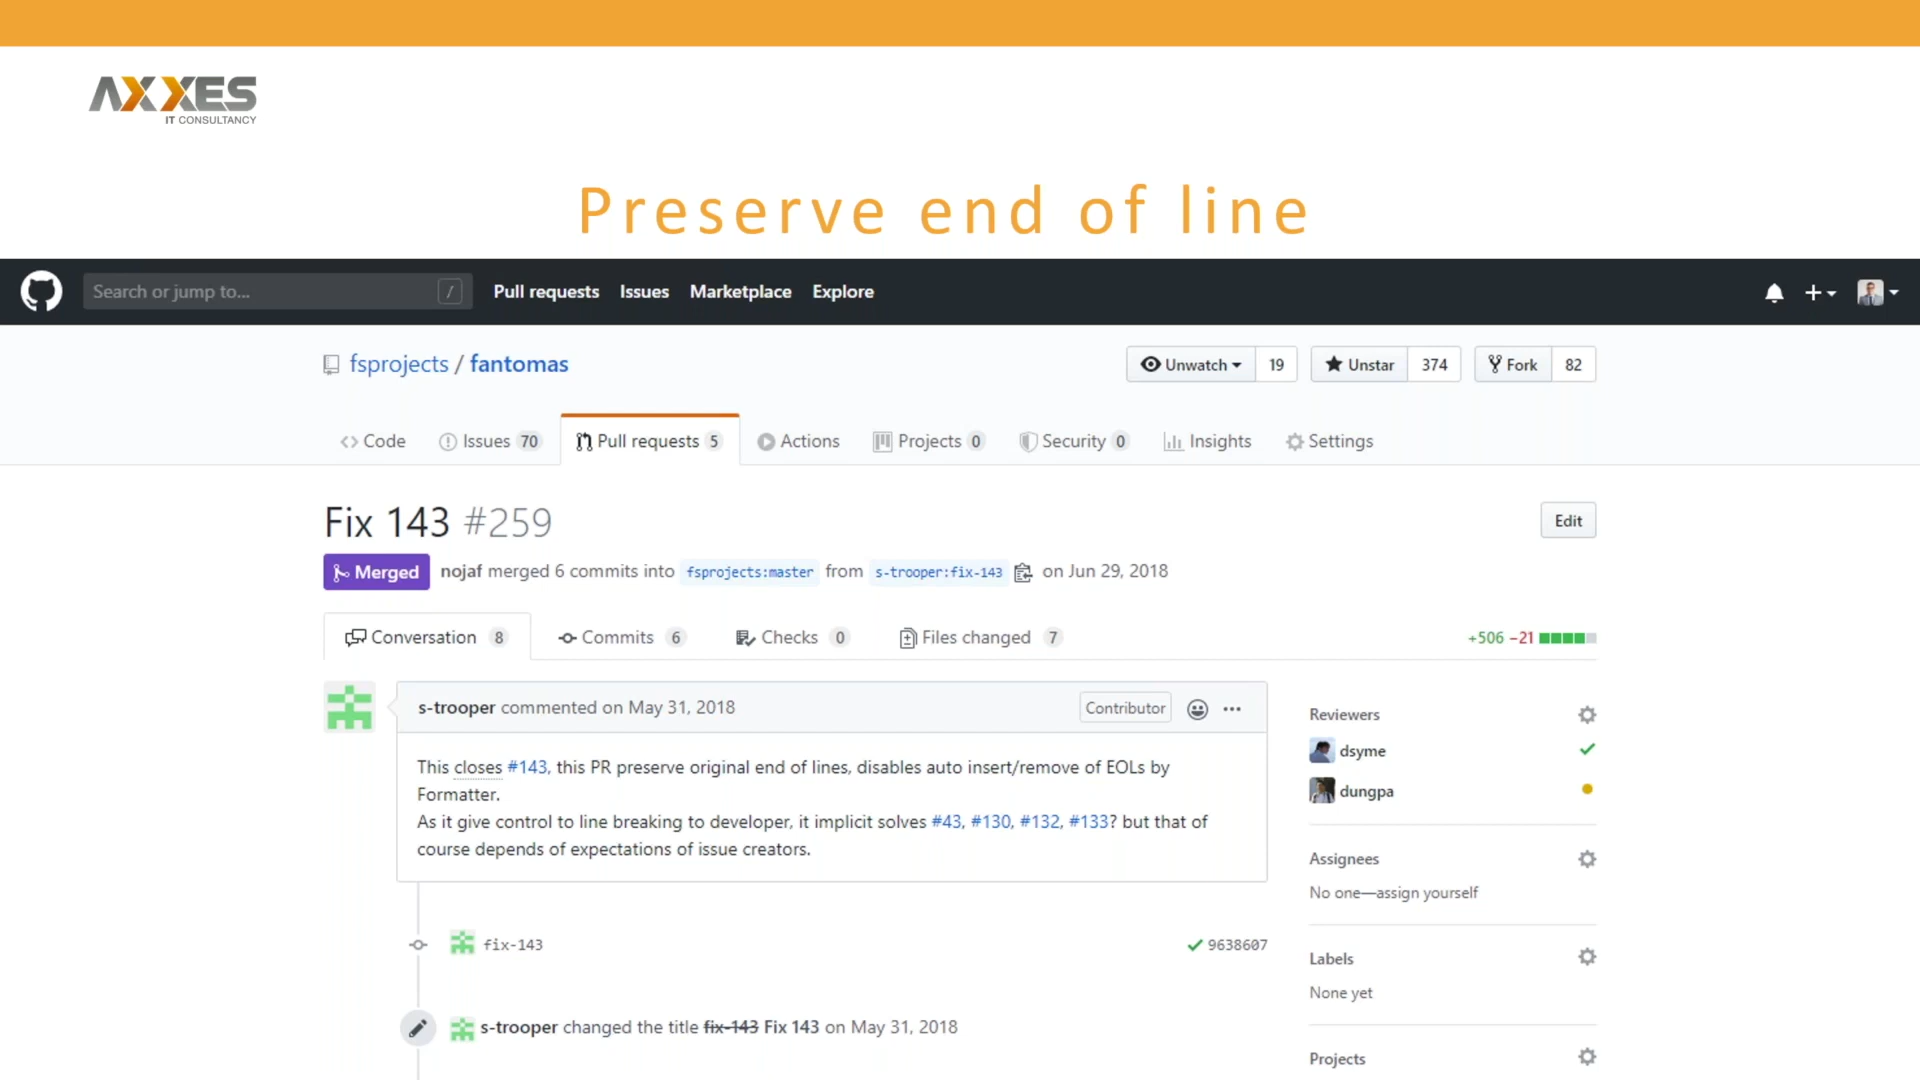 AXXES
IT CONSULTANCY
Preserve end of line
Search or jump to... /
Pull requests Issues Marketplace Explore
fsprojects / fantomas
Unwatch 19 Unstar 374 Fork 82
Code Issues 70 Pull requests 5 Actions Projects 0 Security 0 Insights Settings
Fix 143 #259
Edit
Merged nojaf merged 6 commits into fsprojects:master from s-trooper:fix-143 on Jun 29, 2018
Conversation 8 Commits 6 Checks 0 Files changed 7 +506 −21
s-trooper commented on May 31, 2018 Contributor
This closes #143, this PR preserve original end of lines, disables auto insert/remove of EOLs by
Formatter.
As it give control to line breaking to developer, it implicit solves #43, #130, #132, #133? but that of
course depends of expectations of issue creators.
fix-143 9638607
s-trooper changed the title fix-143 Fix 143 on May 31, 2018
Reviewers
dsyme
dungpa
Assignees
No one—assign yourself
Labels
None yet
Projects